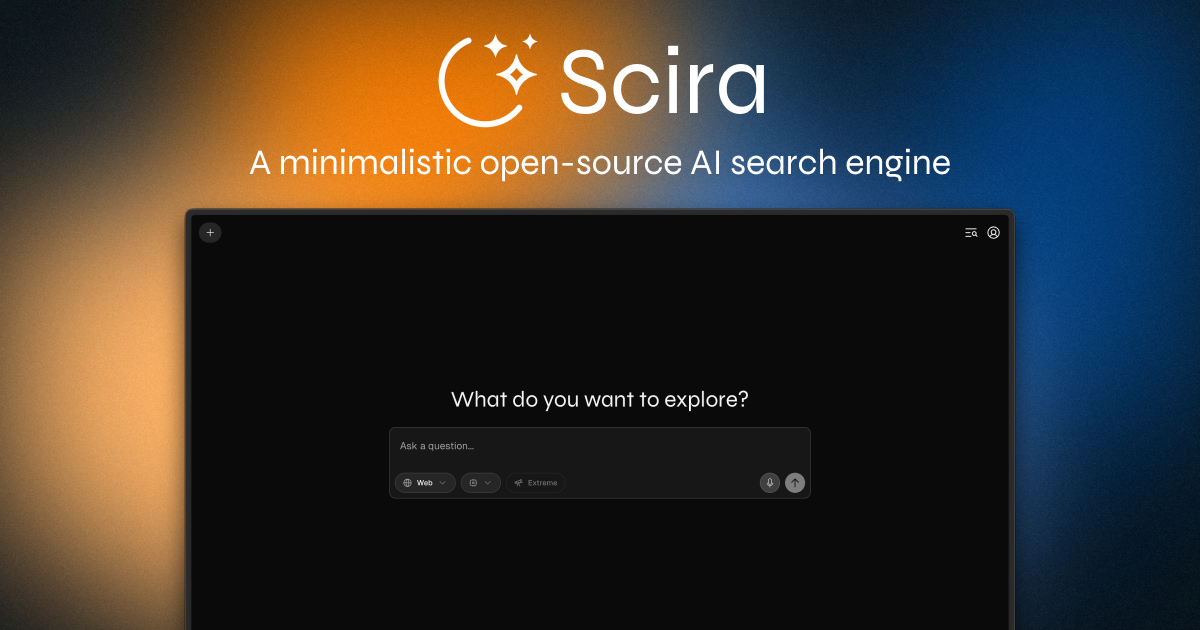 Scira
A minimalistic open-source AI search engine
What do you want to explore?
Ask a question...
Web
Extreme